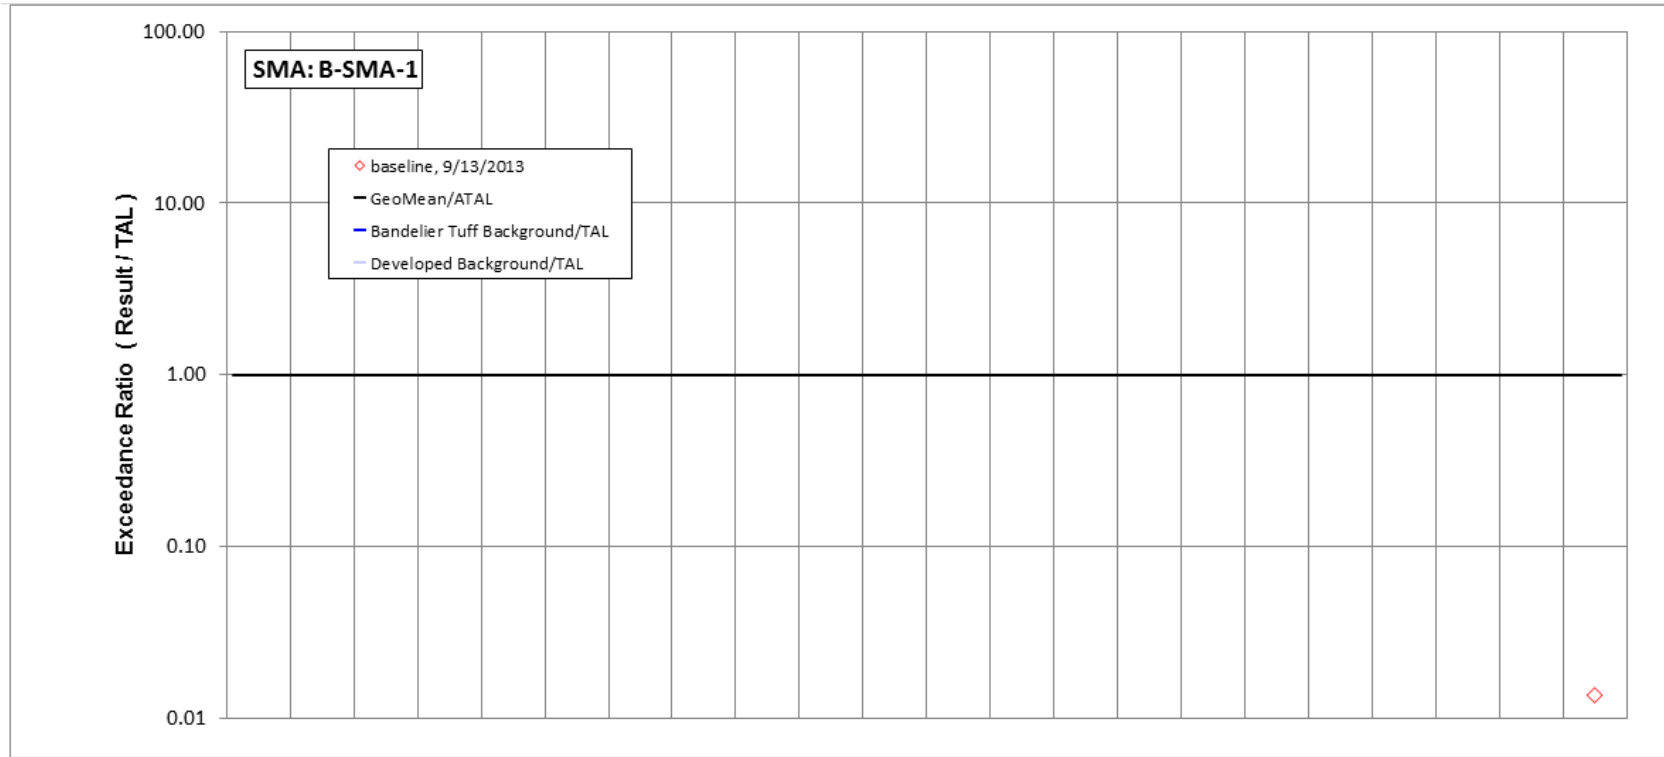 100.00
SMA: B-SMA-1
baseline, 9/13/2013
GeoMean/ATAL
Bandelier Tuff Background/TAL
Developed Background/TAL
10.00
1.00
0.10
0.01
Exceedance Ratio ( Result / TAL )